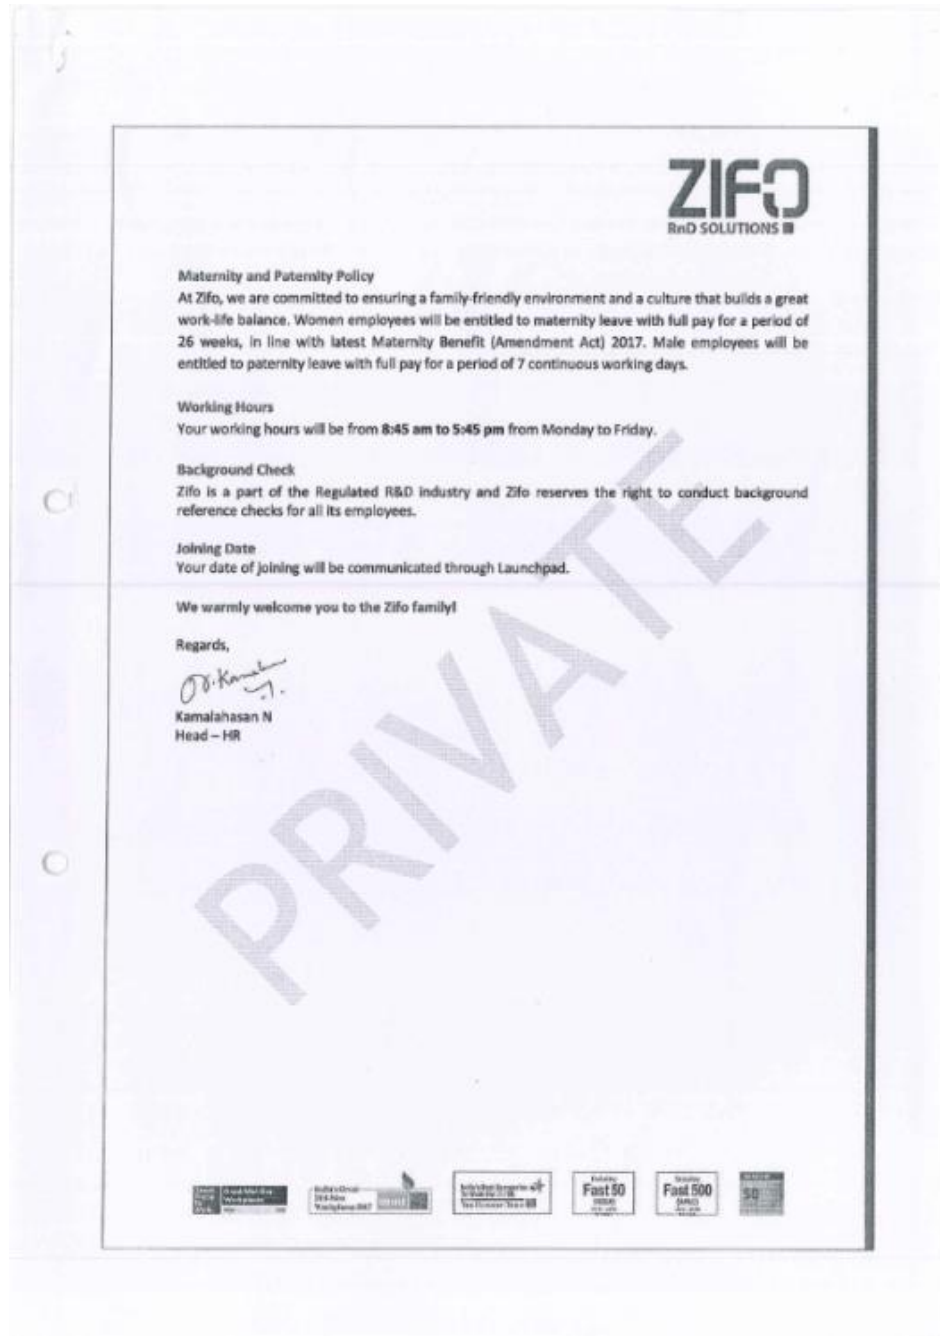 ZIFO
RnD SOLUTIONS
Maternity and Paternity Policy
At Zifo, we are committed to ensuring a family-friendly environment and a culture that builds a great
work-life balance. Women employees will be entitled to maternity leave with full pay for a period of
26 weeks, in line with latest Maternity Benefit (Amendment Act) 2017. Male employees will be
entitled to paternity leave with full pay for a period of 7 continuous working days.
Working Hours
Your working hours will be from 8:45 am to 5:45 pm from Monday to Friday.
Background Check
Zifo is a part of the Regulated R&D industry and Zifo reserves the right to conduct background
reference checks for all its employees.
Joining Date
Your date of joining will be communicated through Launchpad.
We warmly welcome you to the Zifo family!
Regards,
Kamalahasan N
Head – HR
PRIVATE
Fast 50
Fast 500
50